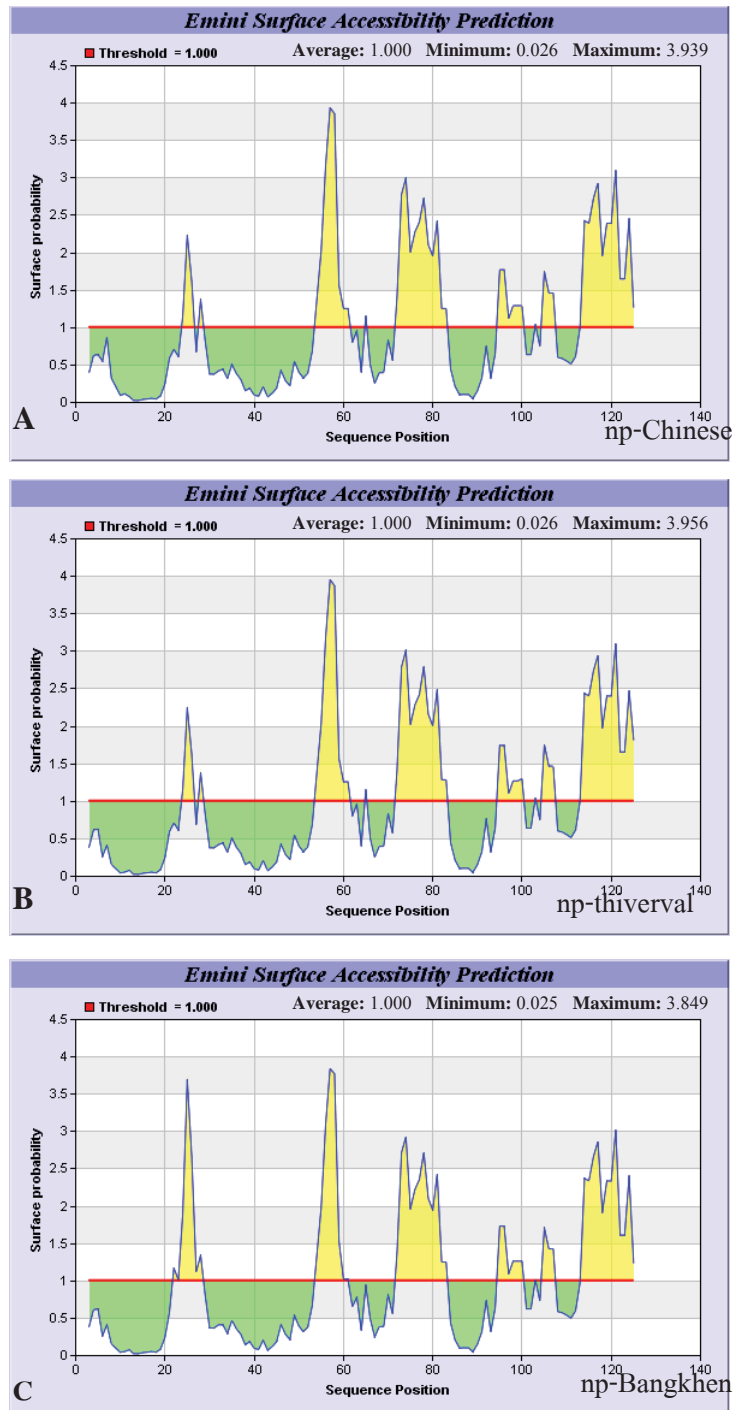 Emini Surface Accessibility Prediction
Threshold = 1.000 Average: 1.000 Minimum: 0.026 Maximum: 3.939
4.5
4
3.5
3
2.5
2
1.5
1
0.5
0
Surface probability
0 20 40 60 80 100 120 140
Sequence Position
A
np-Chinese
Emini Surface Accessibility Prediction
Threshold = 1.000 Average: 1.000 Minimum: 0.026 Maximum: 3.956
4.5
4
3.5
3
2.5
2
1.5
1
0.5
0
Surface probability
0 20 40 60 80 100 120 140
Sequence Position
B
np-thiverval
Emini Surface Accessibility Prediction
Threshold = 1.000 Average: 1.000 Minimum: 0.025 Maximum: 3.849
4.5
4
3.5
3
2.5
2
1.5
1
0.5
0
Surface probability
0 20 40 60 80 100 120 140
Sequence Position
C
np-Bangkhen